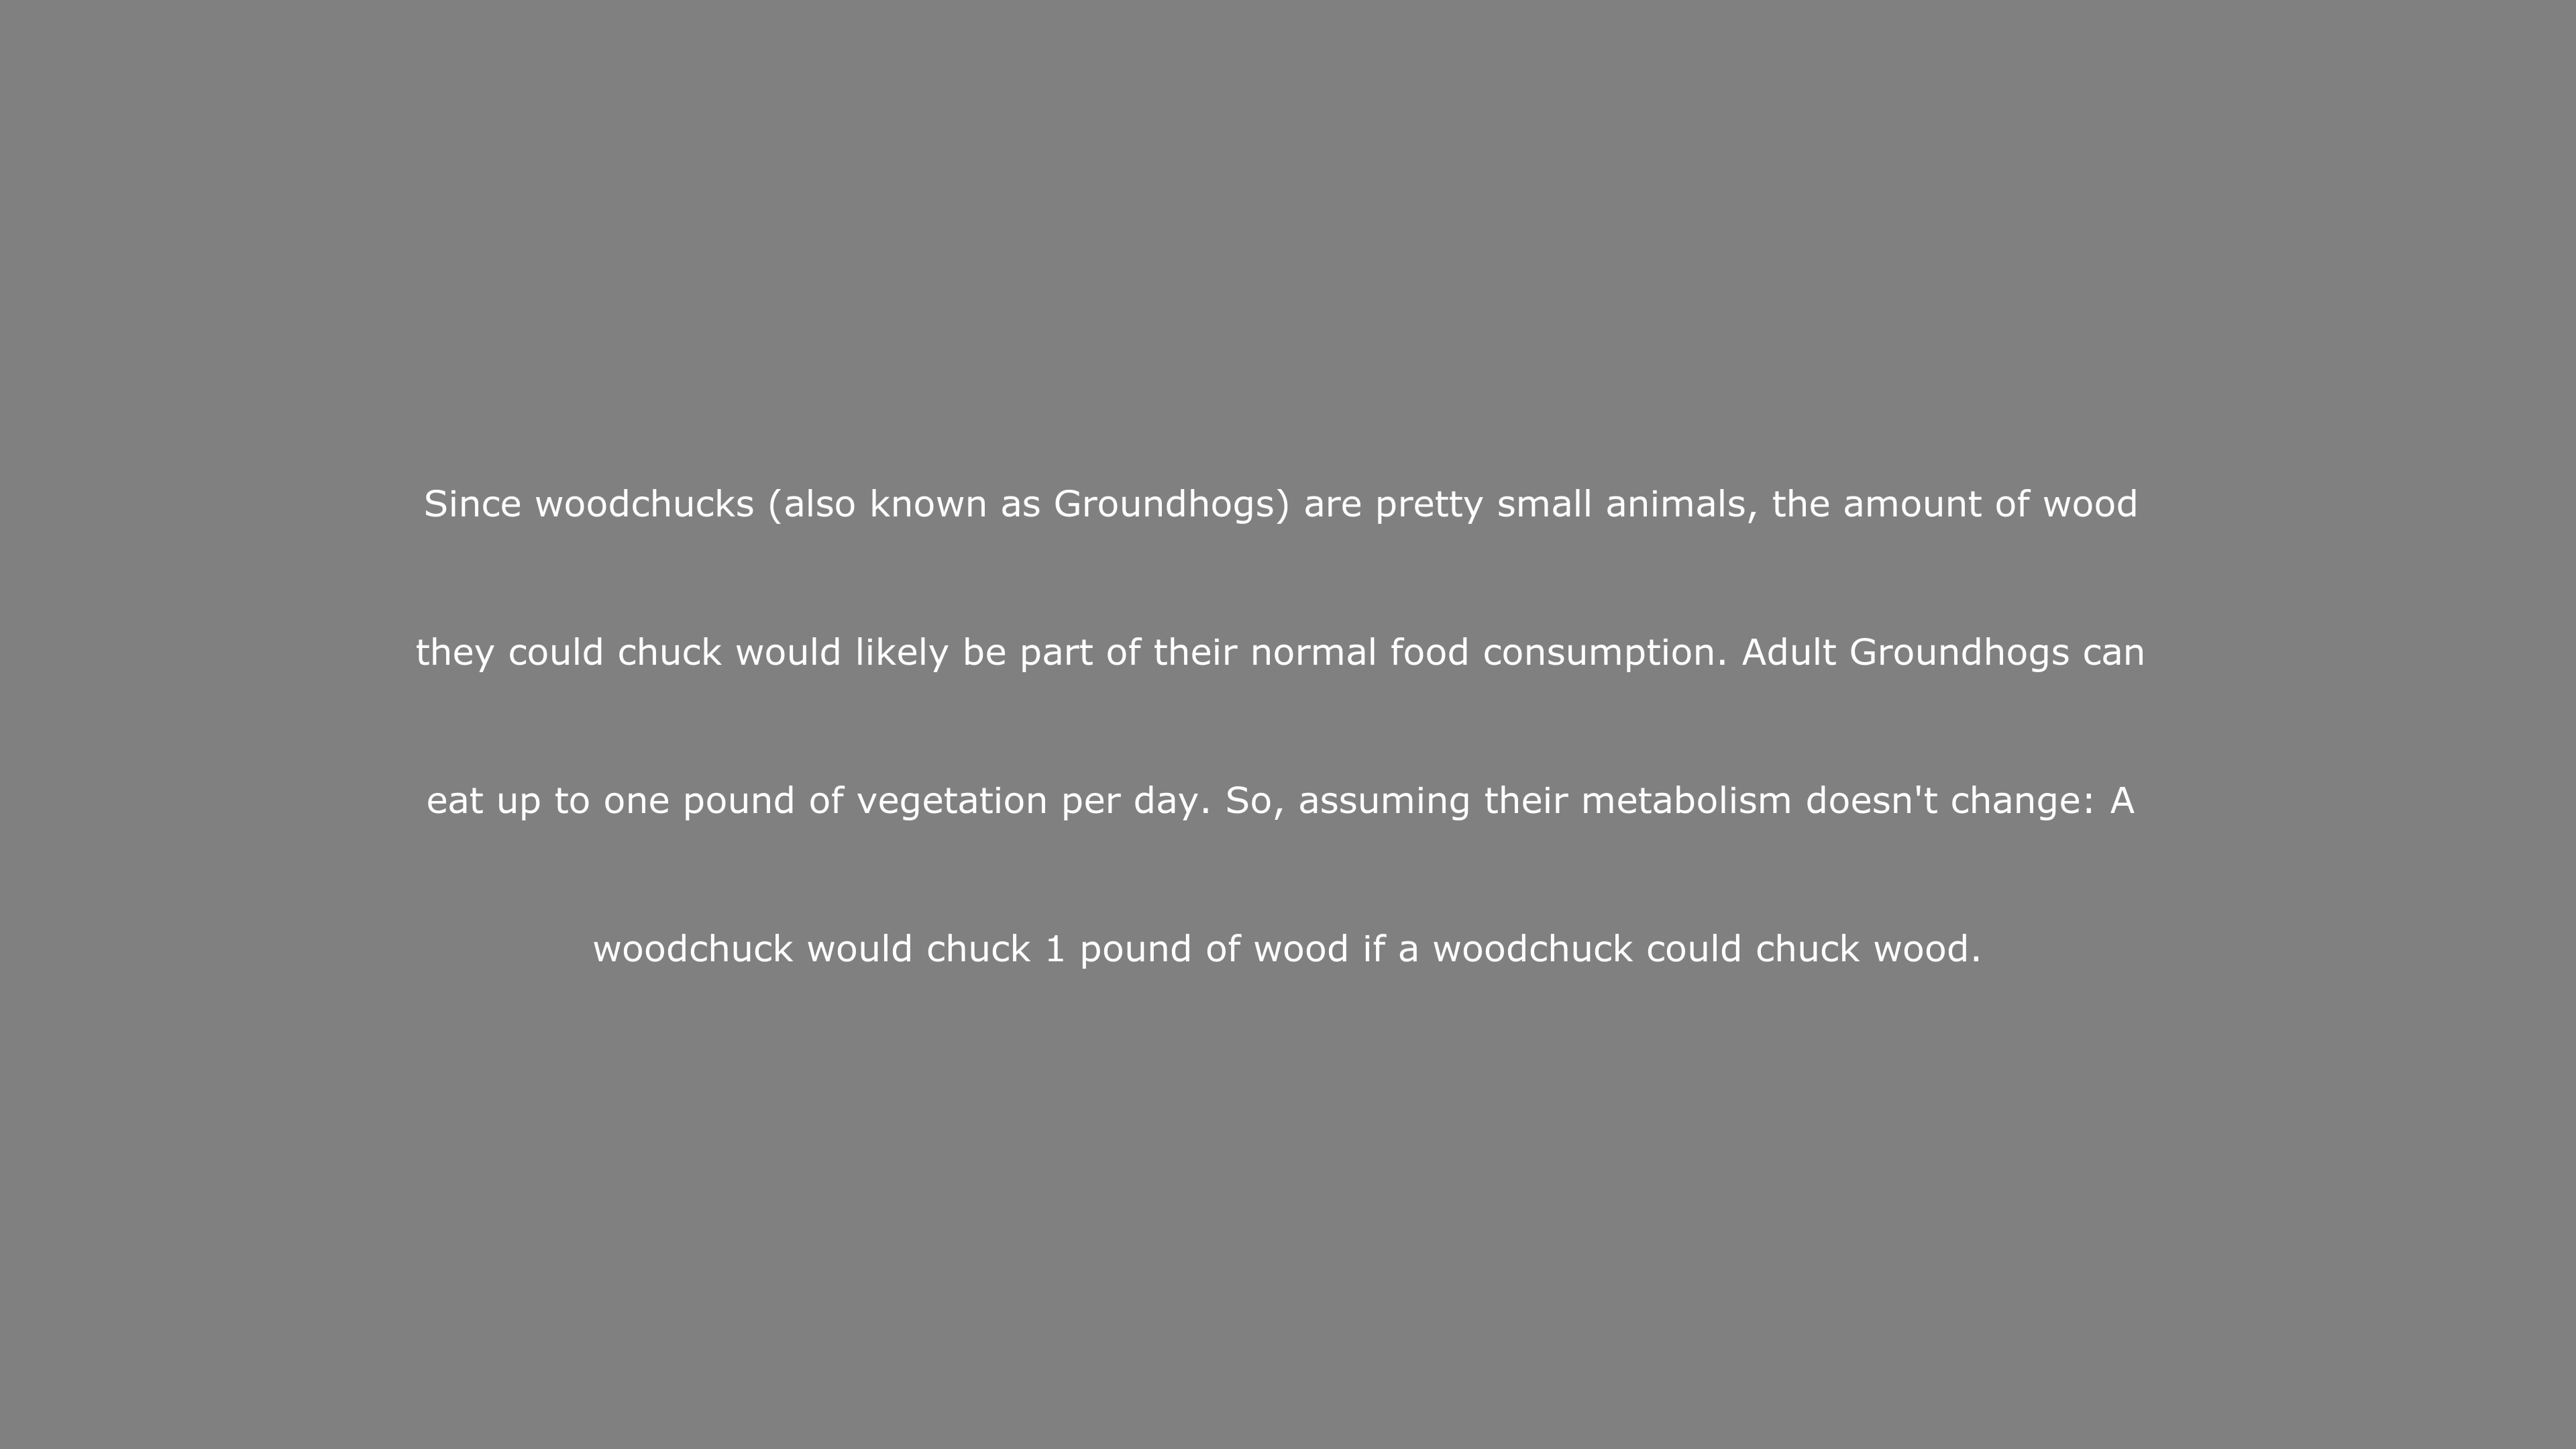 Since woodchucks (also known as Groundhogs) are pretty small animals, the amount of wood
they could chuck would likely be part of their normal food consumption. Adult Groundhogs can
eat up to one pound of vegetation per day. So, assuming their metabolism doesn't change: A
woodchuck would chuck 1 pound of wood if a woodchuck could chuck wood.